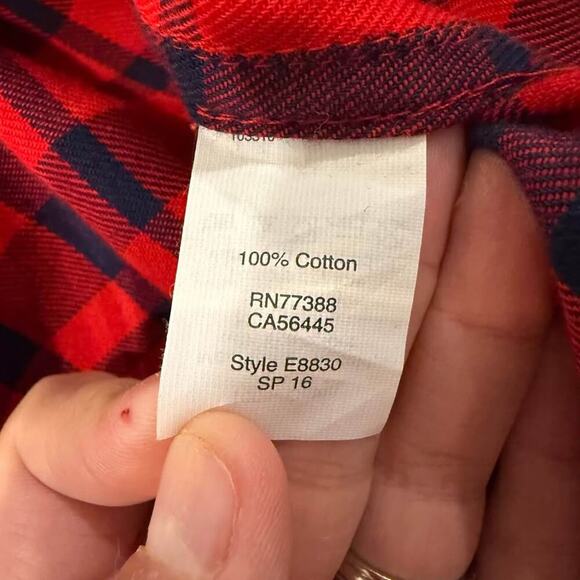 100% Cotton
RN77388
CA56445
Style E8830
SP 16